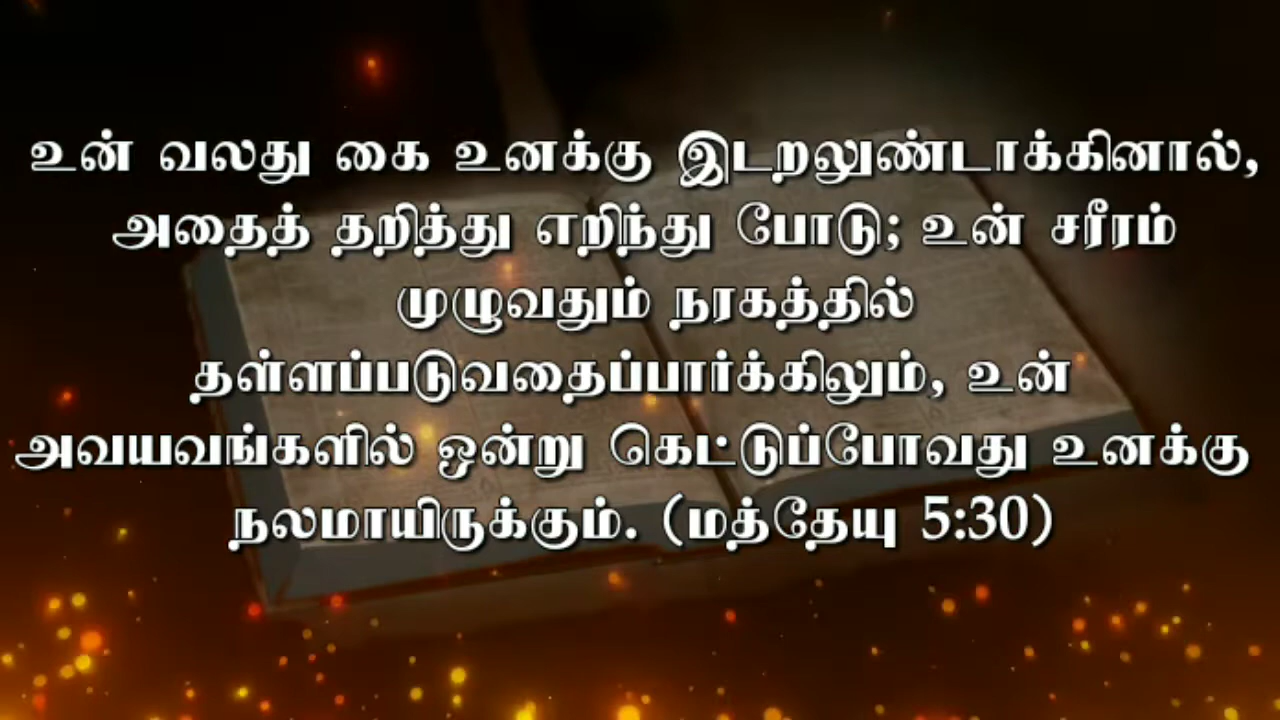 உன் வலது கை உனக்கு இடறலுண்டாக்கினால்,
அதைத் தறித்து எறிந்து போடு; உன் சரீரம்
முழுவதும் நரகத்தில்
தள்ளப்படுவதைப்பார்க்கிலும், உன்
அவயவங்களில் ஒன்று கெட்டுப்போவது உனக்கு
நலமாயிருக்கும். (மத்தேயு 5:30)